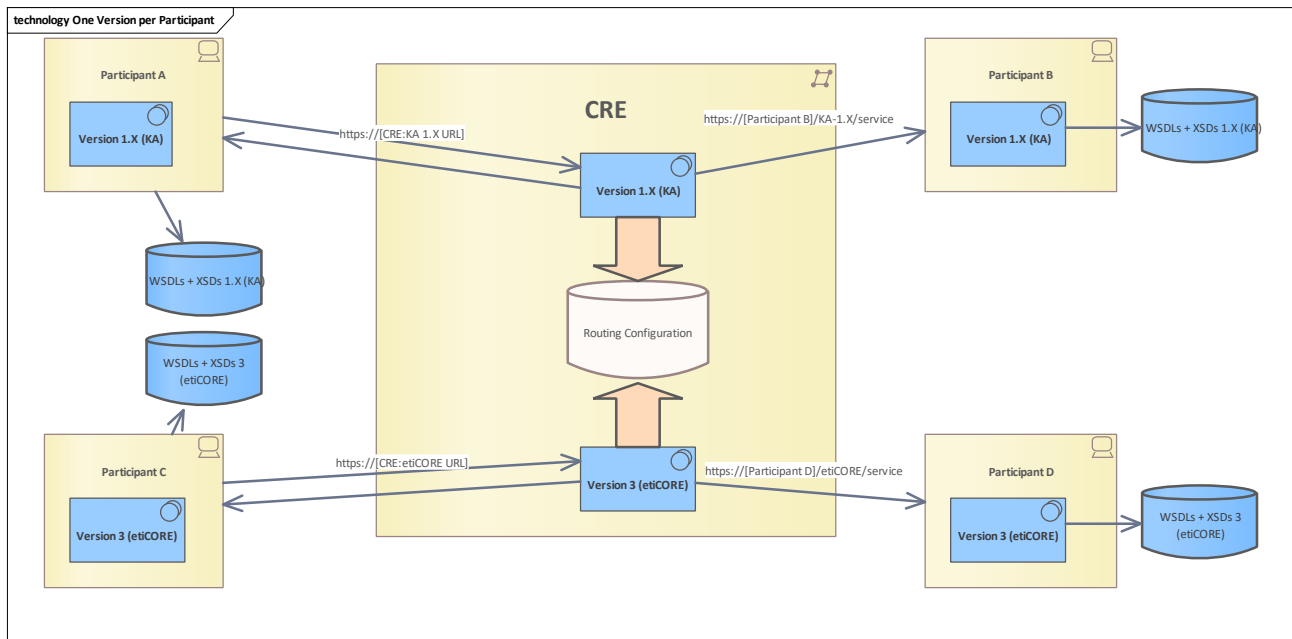 technology One Version per Participant
Participant A
Version 1.X (KA)
https://[CRE:KA 1.X URL]
CRE
Version 1.X (KA)
https://[Participant B]/KA-1.X/service
Participant B
Version 1.X (KA)
WSDLs + XSDs 1.X (KA)
WSDLs + XSDs 1.X (KA)
Routing Configuration
WSDLs + XSDs 3
(etiCORE)
Participant C
Version 3 (etiCORE)
https://[CRE:etiCORE URL]
Version 3 (etiCORE)
https://[Participant D]/etiCORE/service
Participant D
Version 3 (etiCORE)
WSDLs + XSDs 3
(etiCORE)